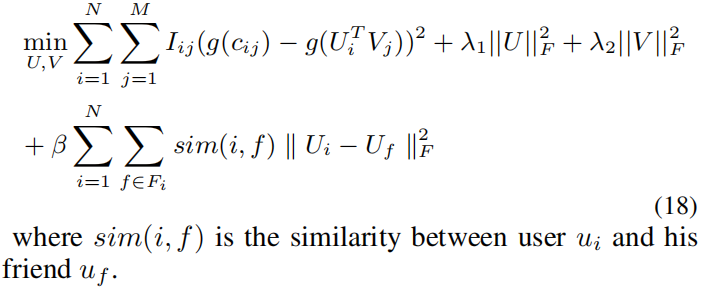 \min_{U,V} \sum_{i=1}^{N} \sum_{j=1}^{M} I_{ij}(g(c_{ij}) - g(U_i^T V_j))^2 + \lambda_1 ||U||_F^2 + \lambda_2 ||V||_F^2
+ \beta \sum_{i=1}^{N} \sum_{f \in F_i} sim(i, f) \parallel U_i - U_f \parallel_F^2
(18)
where sim(i, f) is the similarity between user u_i and his
friend u_f.